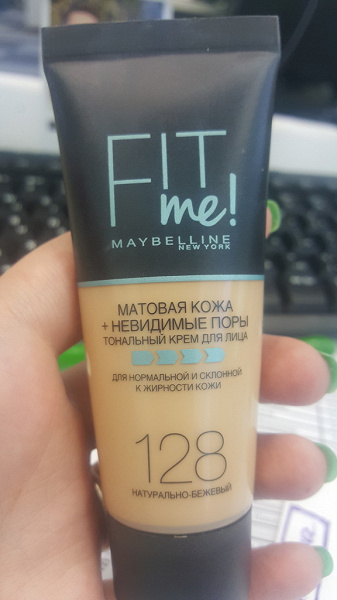 FIT
me!
MAYBELLINE
NEW YORK
МАТОВАЯ КОЖА
+ НЕВИДИМЫЕ ПОРЫ
ТОНАЛЬНЫЙ КРЕМ ДЛЯ ЛИЦА
ДЛЯ НОРМАЛЬНОЙ И СКЛОННОЙ
К ЖИРНОСТИ КОЖИ
128
НАТУРАЛЬНО-БЕЖЕВЫЙ